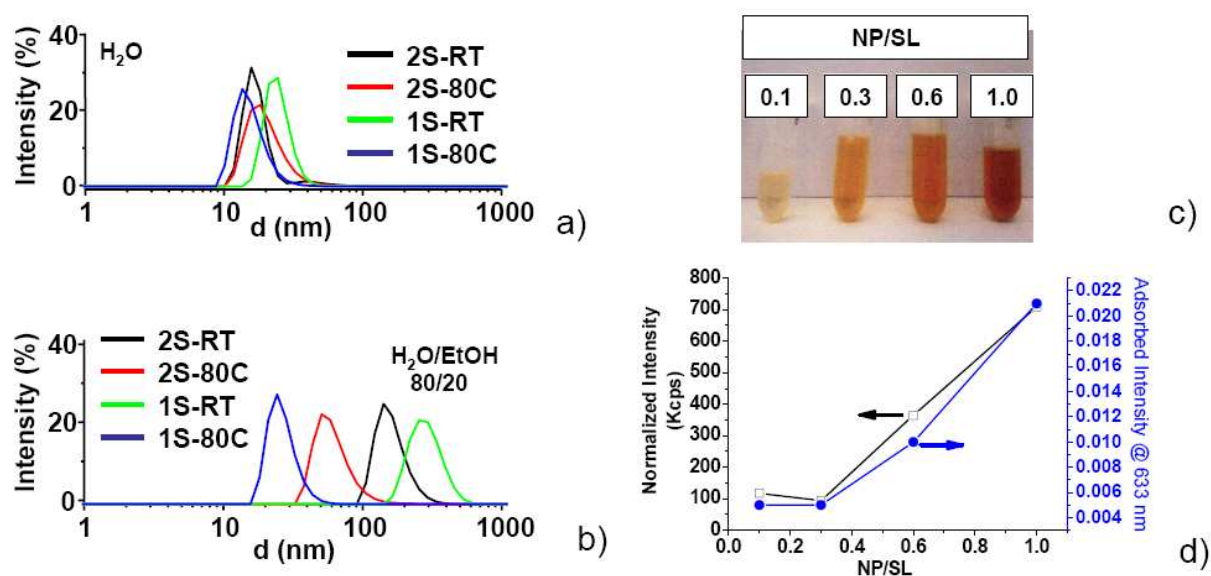 H2O
2S-RT
2S-80C
1S-RT
1S-80C
Intensity (%)
40
20
0
1 10 100 1000
d (nm)
a)
H2O/EtOH
80/20
2S-RT
2S-80C
1S-RT
1S-80C
Intensity (%)
40
20
0
1 10 100 1000
d (nm)
b)
NP/SL
0.1 0.3 0.6 1.0
c)
Normalized Intensity
(Kcps)
800
700
600
500
400
300
200
100
0
0.0 0.2 0.4 0.6 0.8 1.0
NP/SL
0.022
0.020
0.018
0.016
0.014
0.012
0.010
0.008
0.006
0.004
Adsorbed Intensity @ 633 nm
d)